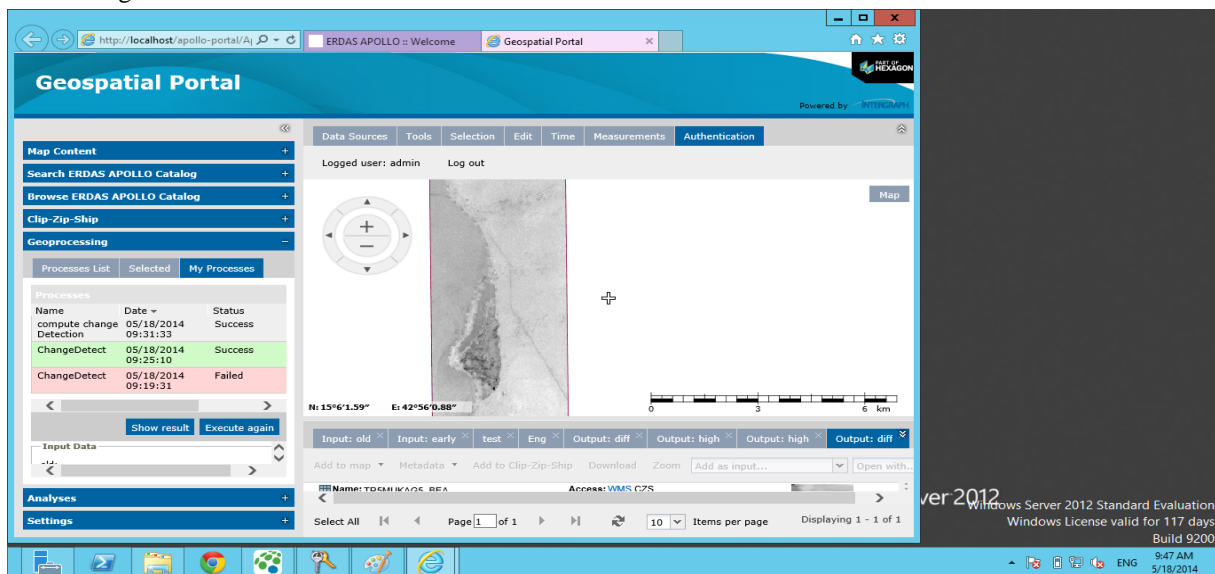 http://localhost/apollo-portal/A
ERDAS APOLLO :: Welcome
Geospatial Portal
Geospatial Portal
PART OF
HEXAGON
Powered by INTERGRAPH
Data Sources Tools Selection Edit Time Measurements Authentication
Logged user: admin Log out
Map Content
Search ERDAS APOLLO Catalog
Browse ERDAS APOLLO Catalog
Clip-Zip-Ship
Geoprocessing
Processes List Selected My Processes
Processes
Name Date Status
compute change Detection 05/18/2014 09:31:33 Success
ChangeDetect 05/18/2014 09:25:10 Success
ChangeDetect 05/18/2014 09:19:31 Failed
Show result Execute again
Input Data
Analyses
Settings
Map
N: 15°6'1.59" E: 42°56'0.88"
0 3 6 km
Input: old Input: early test Eng Output: diff Output: high Output: high Output: diff
Add to map Metadata Add to Clip-Zip-Ship Download Zoom Add as input... Open with..
Name: Access: WMS CZS
Select All Page 1 of 1 10 Items per page Displaying 1 - 1 of 1
ver 2012
Windows Server 2012 Standard Evaluation
Windows License valid for 117 days
Build 9200
ENG 9:47 AM
5/18/2014